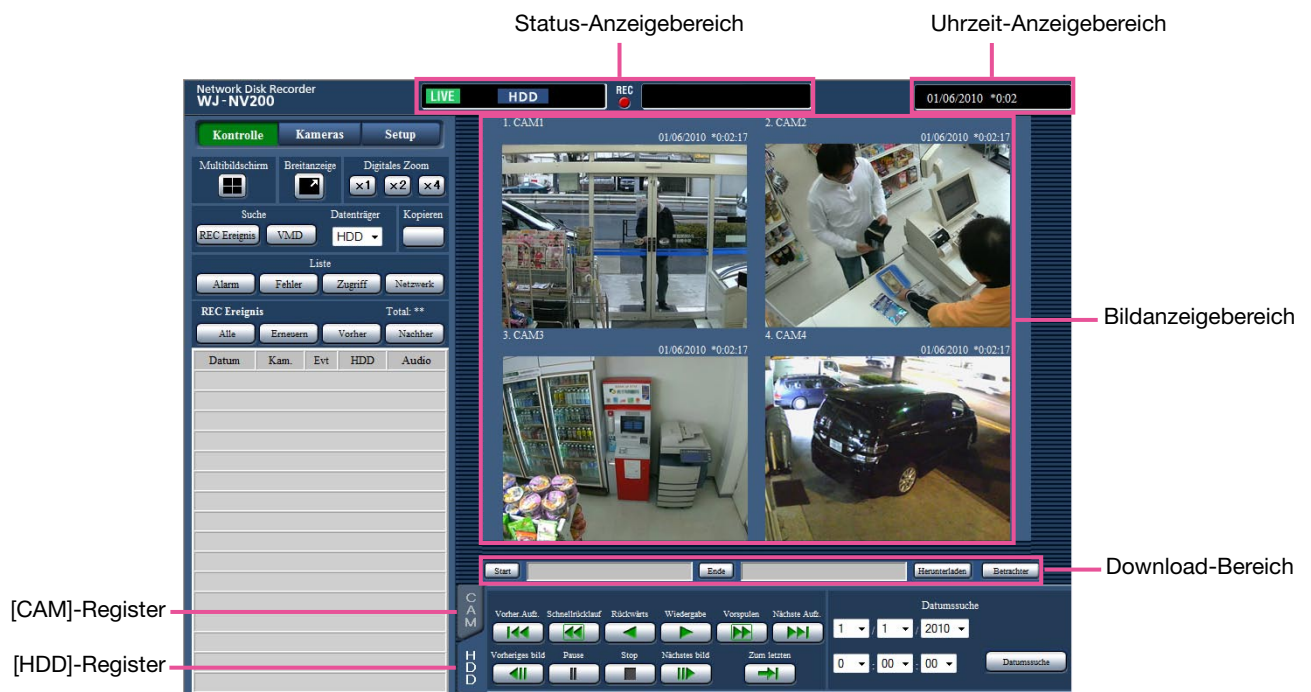 Status-Anzeigebereich
Uhrzeit-Anzeigebereich
Network Disk Recorder
WJ-NV200
LIVE HDD REC
01/06/2010 *0:02
Kontrolle Kameras Setup
Multibildschirm Breitanzeige Digitales Zoom
x1 x2 x4
Suche Datenträger Kopieren
REC Ereignis VMD HDD
Liste
Alarm Fehler Zugriff Netzwerk
REC Ereignis Total: **
Alle Erneuern Vorher Nachher
Datum Kam. Evt HDD Audio
1. CAM1
01/06/2010 *0:02:17
2. CAM2
01/06/2010 *0:02:17
3. CAM3
01/06/2010 *0:02:17
4. CAM4
01/06/2010 *0:02:17
Bildanzeigebereich
Start Ende Herunterladen Betrachter
Download-Bereich
[CAM]-Register
CAM
[HDD]-Register
HDD
Vorher. Aufz. Schnellrücklauf Rückwärts Wiedergabe Vorspulen Nächste Aufz.
Vorheriges bild Pause Stop Nächstes bild Zum letzten
Datumssuche
1 / 1 / 2010
0 : 00 : 00 Datumssuche